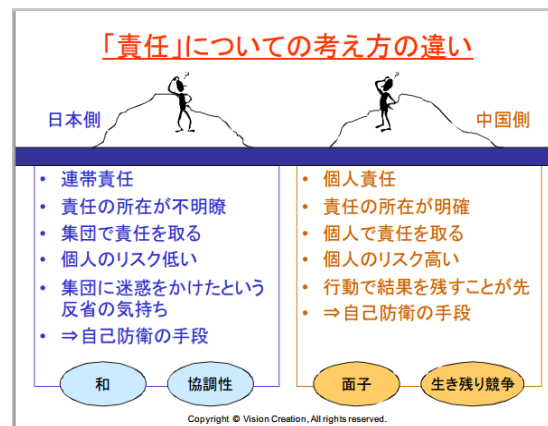 「責任」についての考え方の違い
日本側
中国側
• 連帯責任
• 責任の所在が不明瞭
• 集団で責任を取る
• 個人のリスク低い
• 集団に迷惑をかけたという
反省の気持ち
• ⇒自己防衛の手段
和
協調性
• 個人責任
• 責任の所在が明確
• 個人で責任を取る
• 個人のリスク高い
• 行動で結果を残すことが先
• ⇒自己防衛の手段
面子
生き残り競争
Copyright © Vision Creation, All rights reserved.